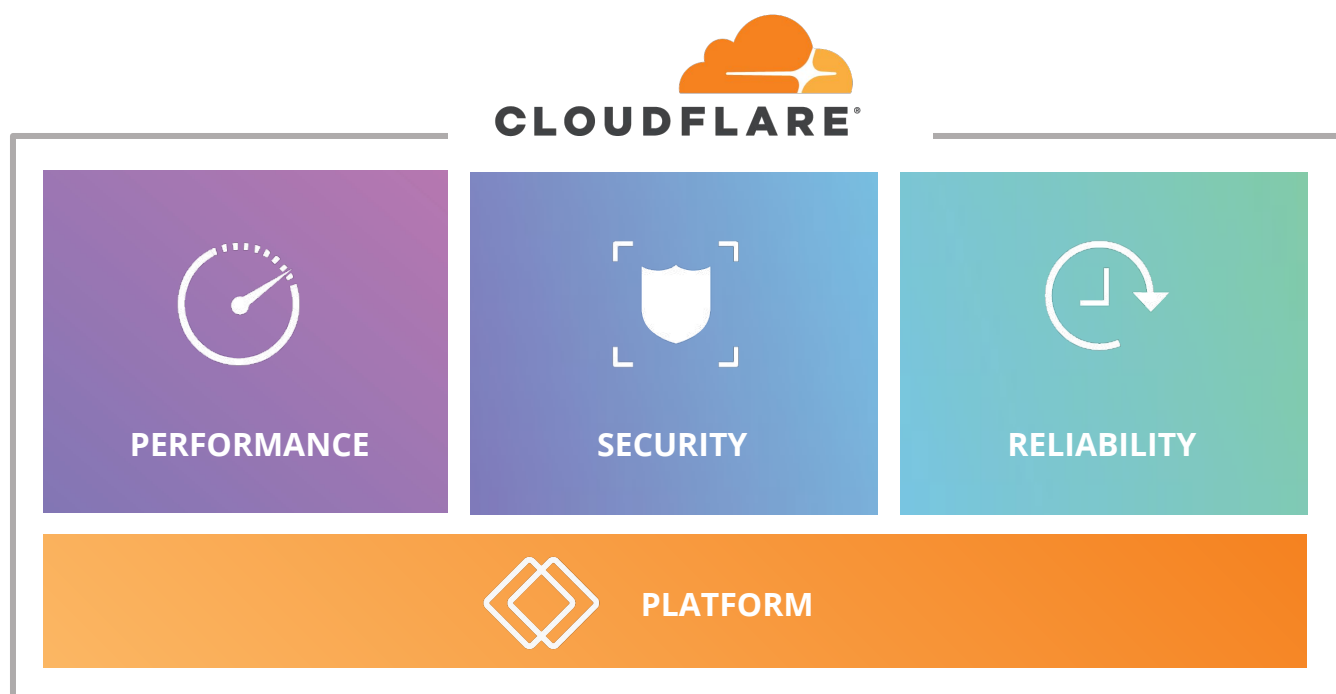 CLOUDFLARE®
PERFORMANCE
SECURITY
RELIABILITY
PLATFORM